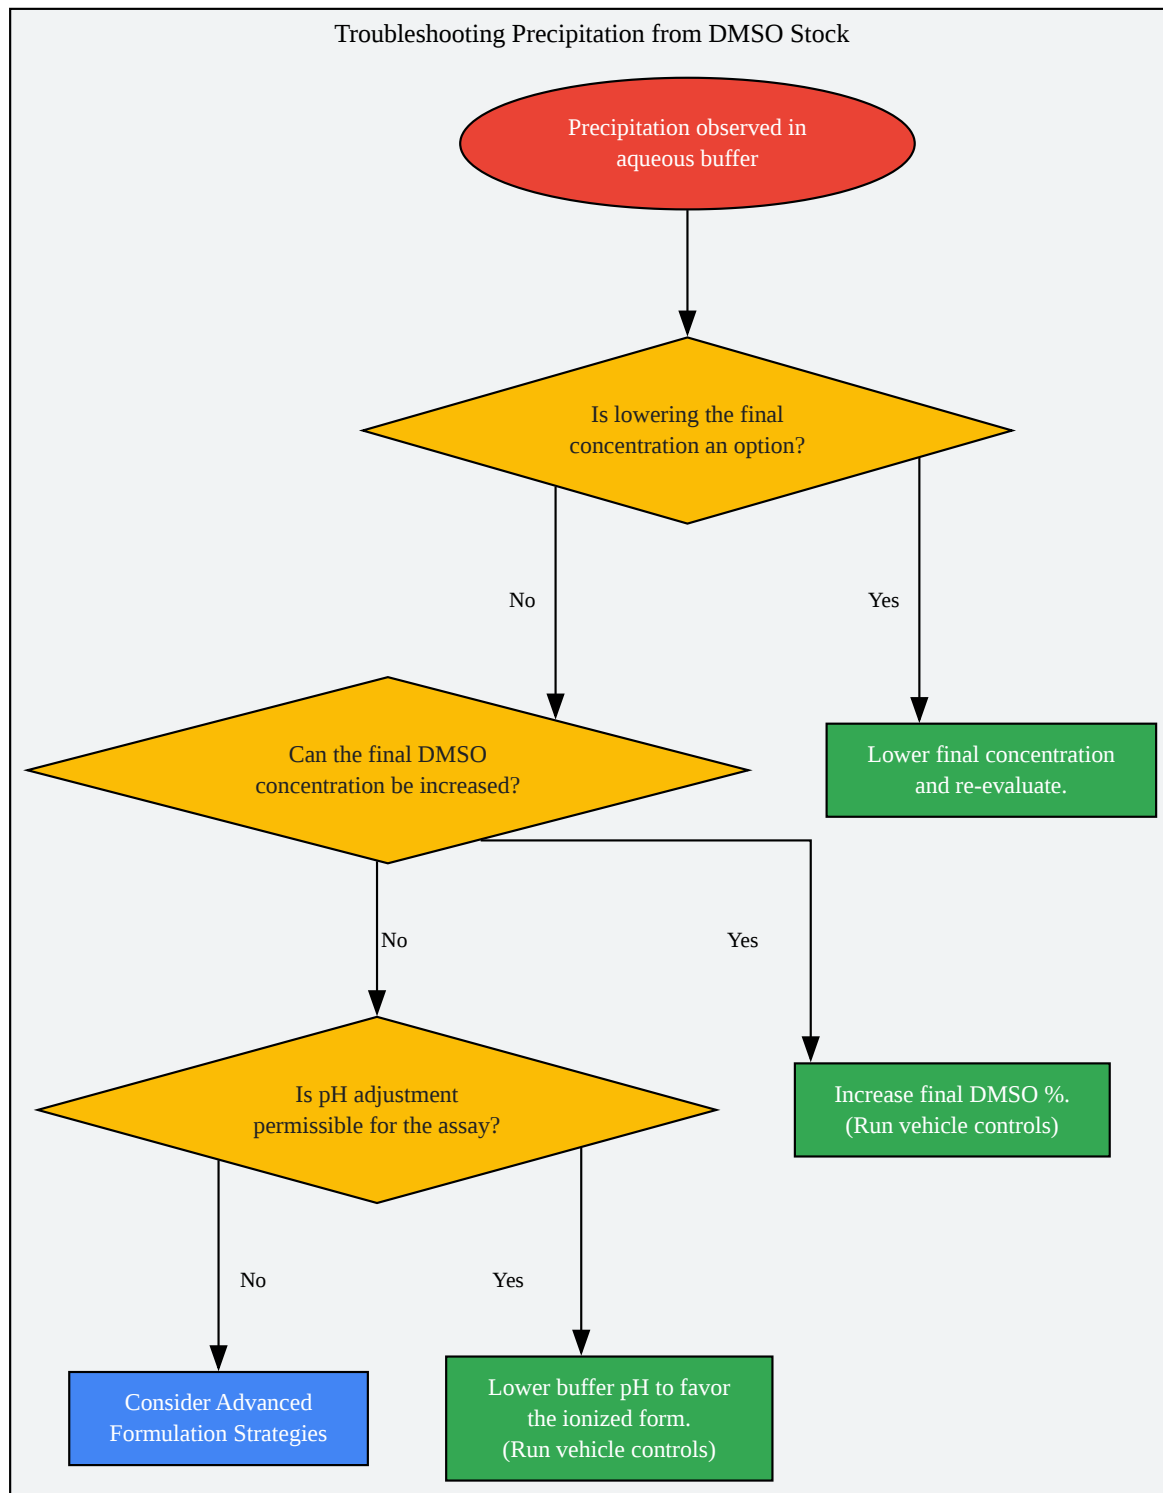 Troubleshooting Precipitation from DMSO Stock
Precipitation observed in
aqueous buffer
Is lowering the final
concentration an option?
No
Yes
Can the final DMSO
concentration be increased?
Lower final concentration
and re-evaluate.
No
Yes
Is pH adjustment
permissible for the assay?
Increase final DMSO %.
(Run vehicle controls)
No
Yes
Consider Advanced
Formulation Strategies
Lower buffer pH to favor
the ionized form.
(Run vehicle controls)